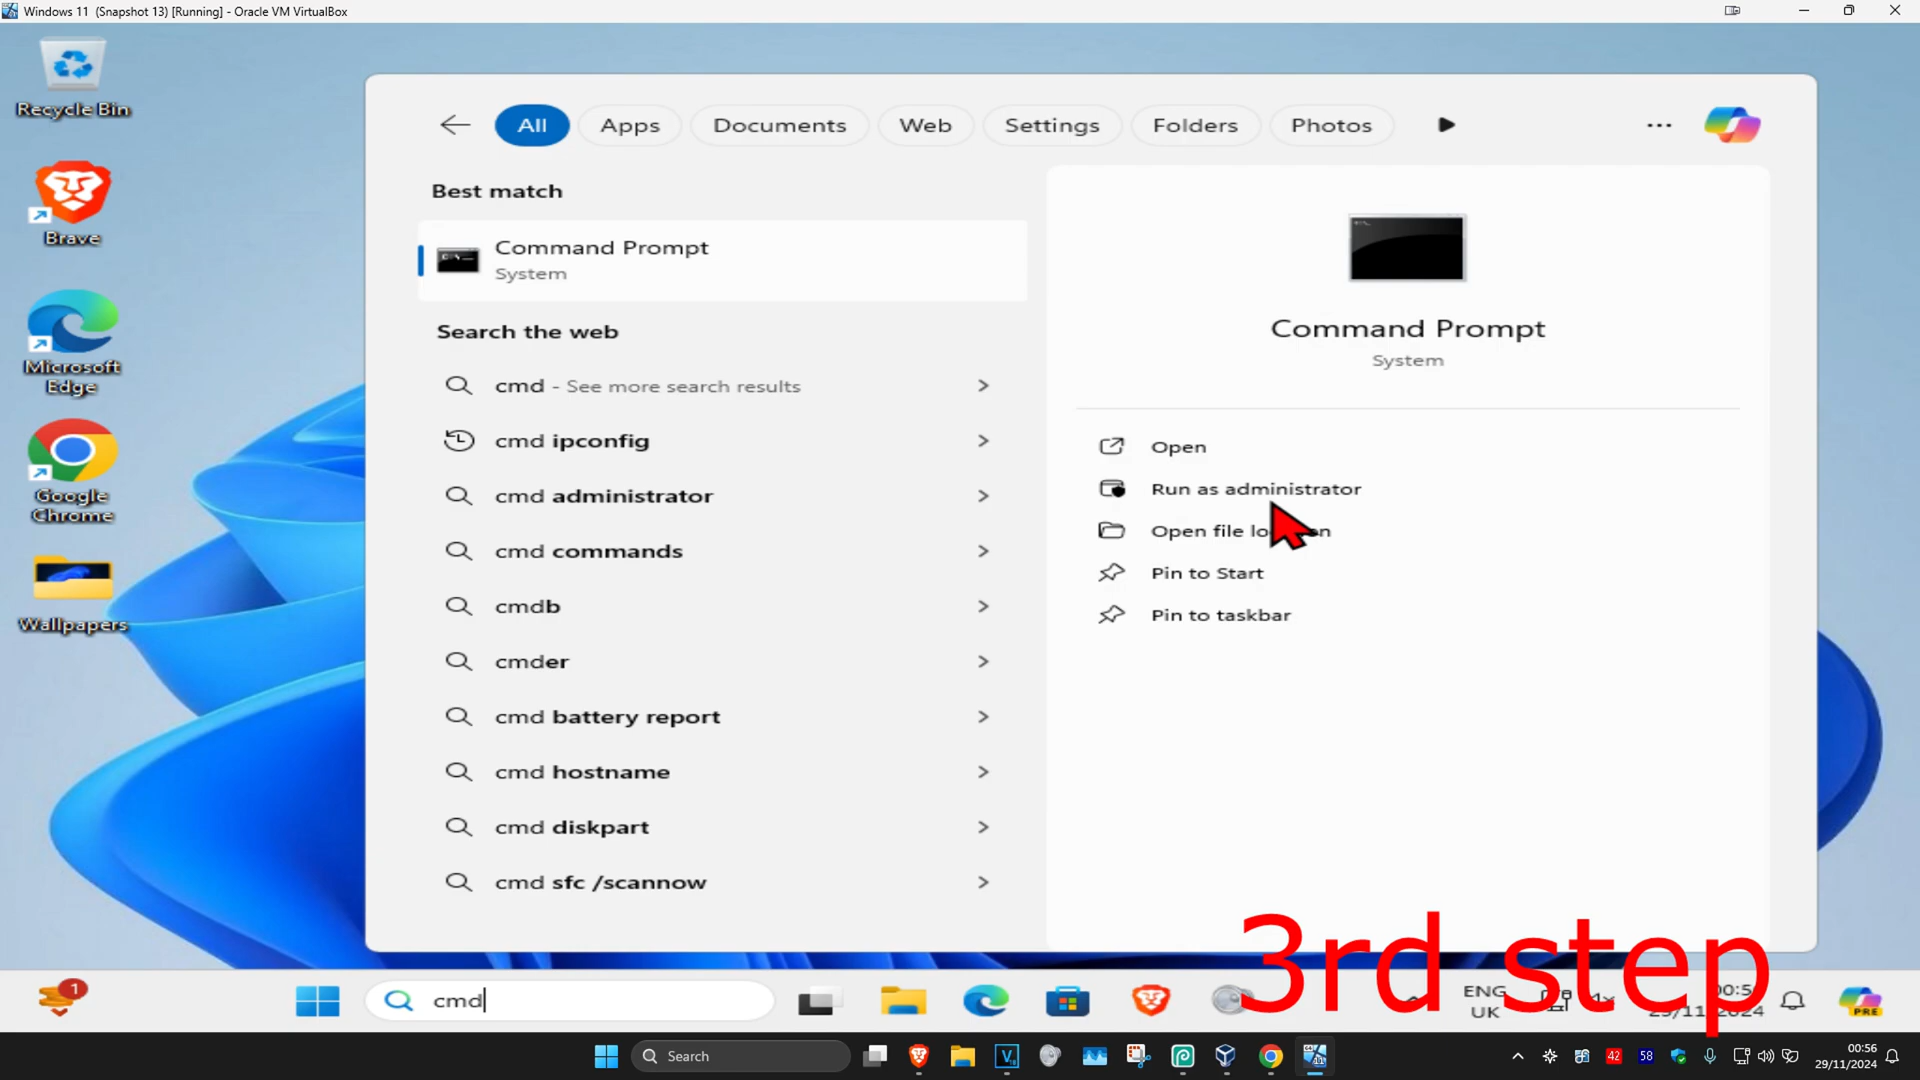 Windows 11 (Snapshot 13) [Running] - Oracle VM VirtualBox
Recycle Bin
Brave
Microsoft
Edge
Google
Chrome
Wallpapers
All
Apps
Documents
Web
Settings
Folders
Photos
Best match
Command Prompt
System
Search the web
cmd - See more search results
cmd ipconfig
cmd administrator
cmd commands
cmdb
cmder
cmd battery report
cmd hostname
cmd diskpart
cmd sfc /scannow
Command Prompt
System
Open
Run as administrator
Open file
Pin to Start
Pin to taskbar
3rd step
1
cmd
ENG
UK
PRE
Search
42
58
00:56
29/11/2024